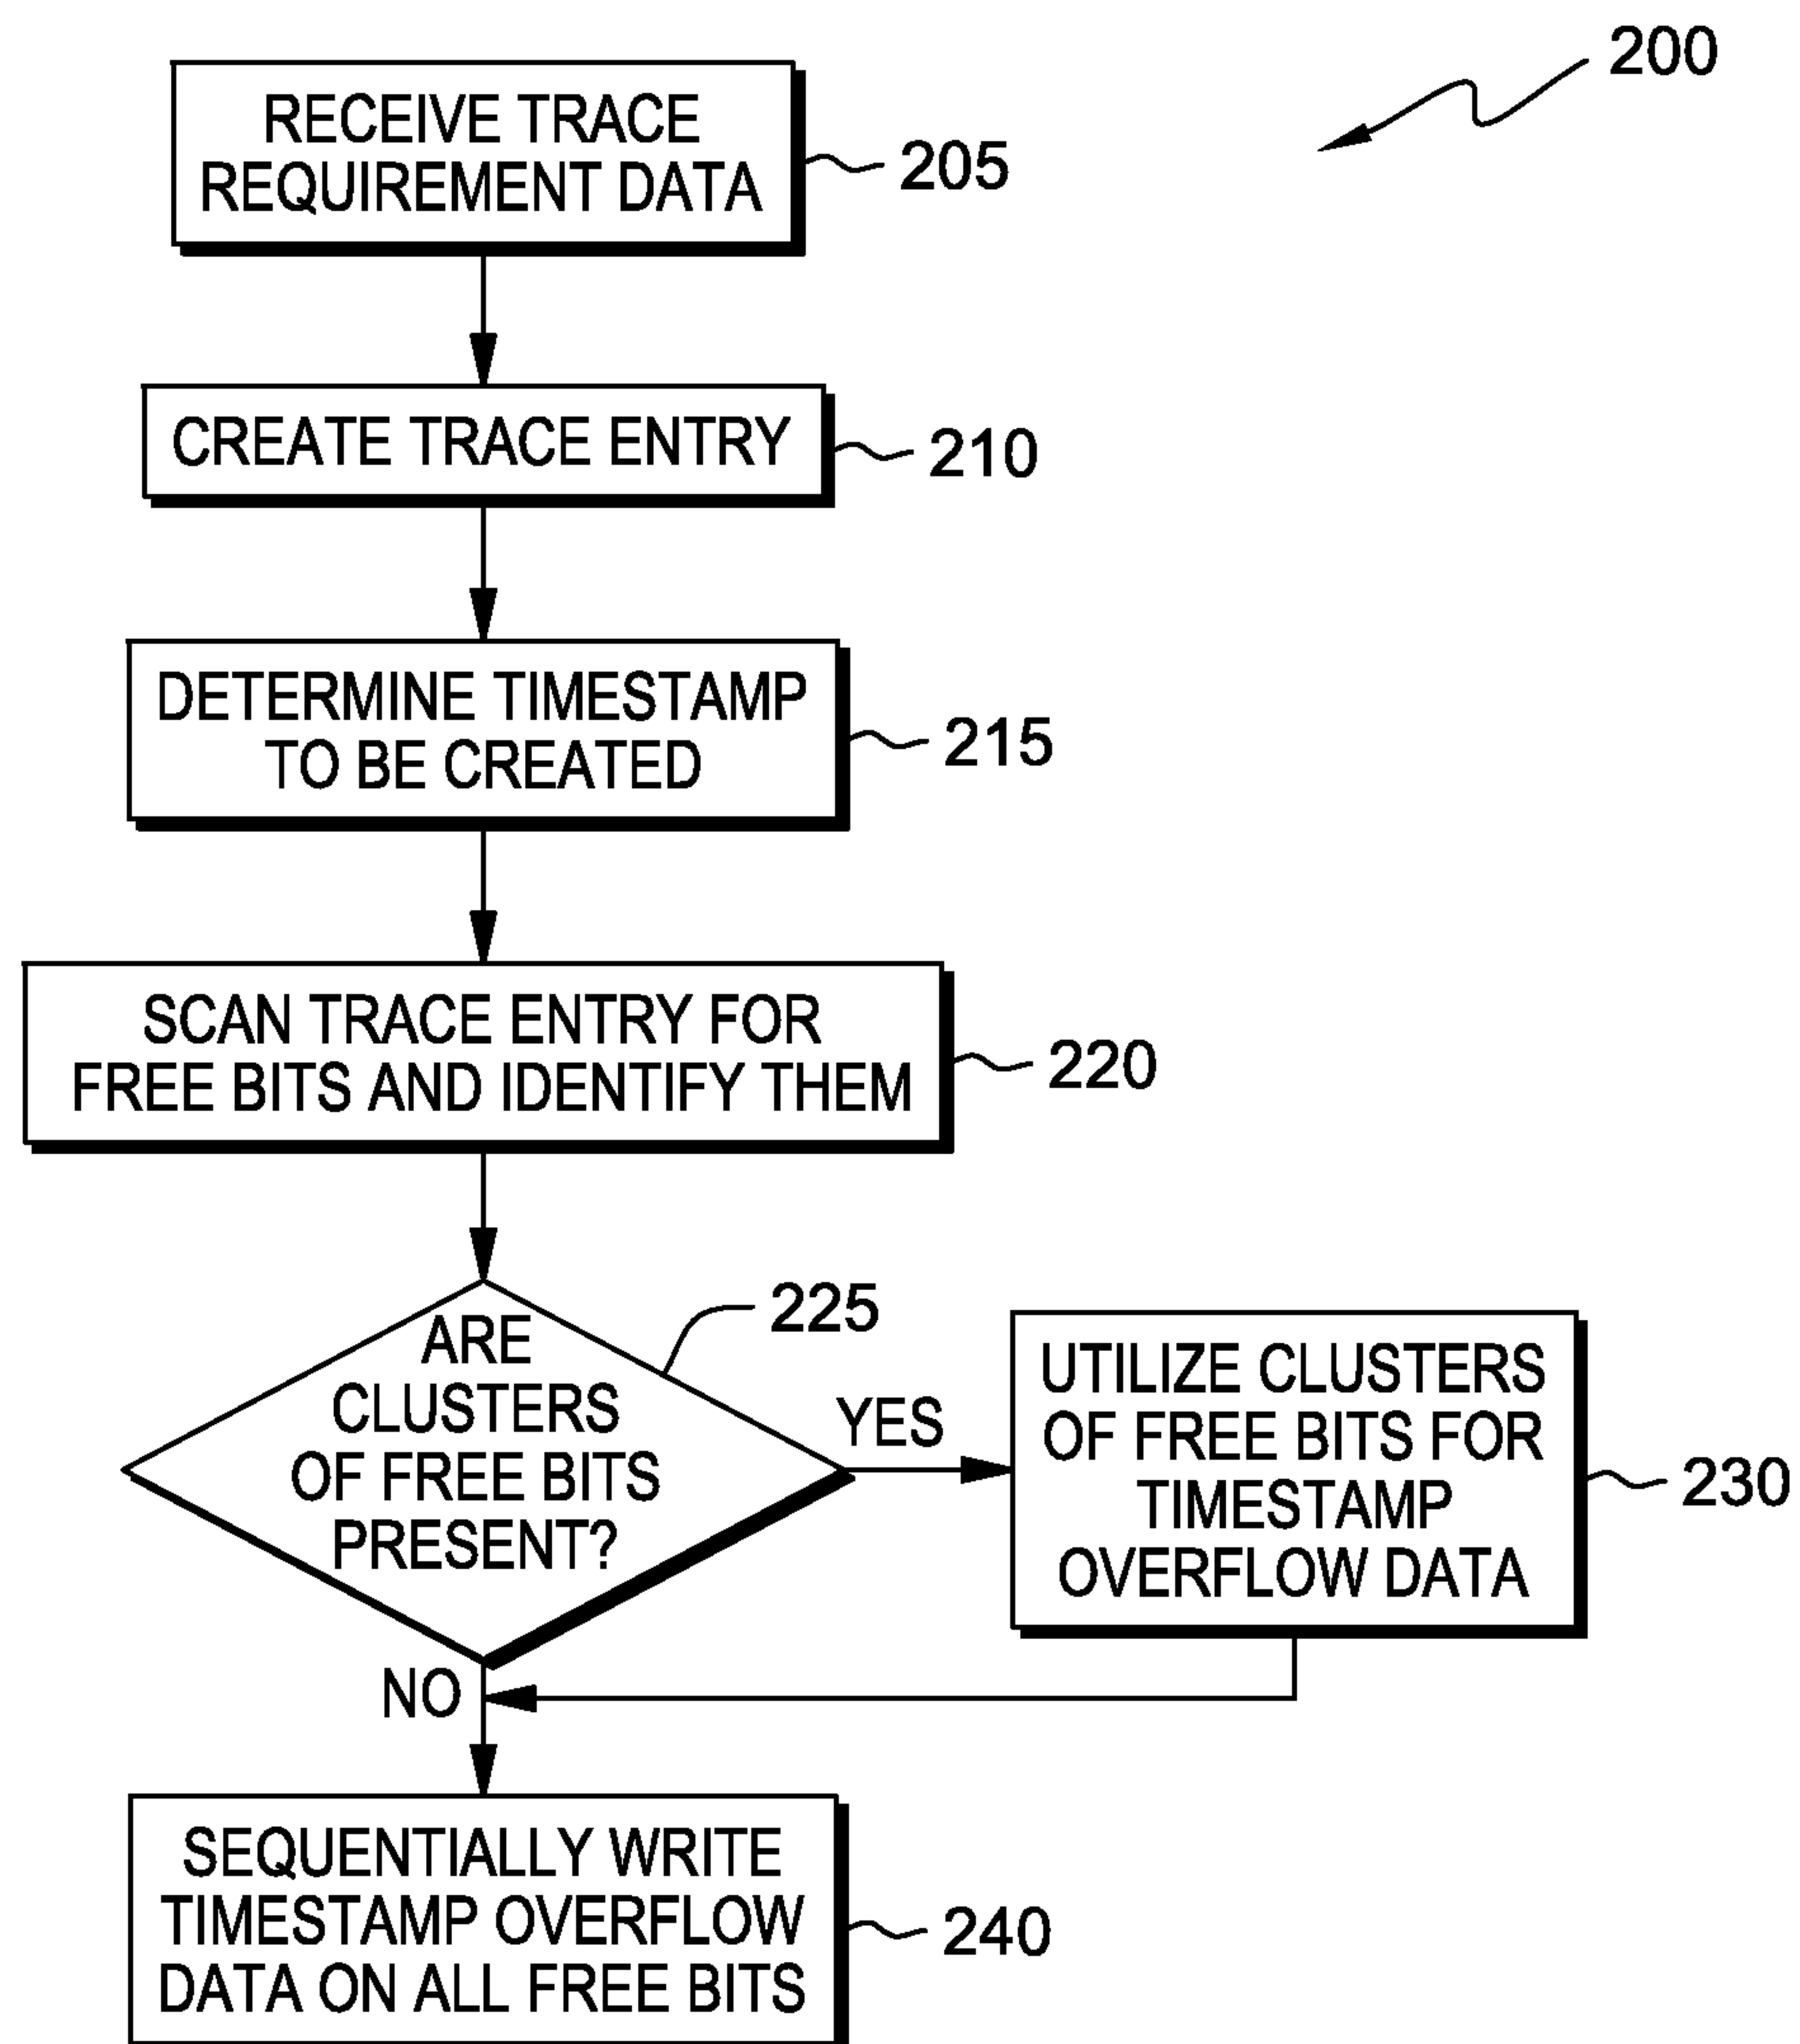 200
RECEIVE TRACE
REQUIREMENT DATA
205
CREATE TRACE ENTRY
210
DETERMINE TIMESTAMP
TO BE CREATED
215
SCAN TRACE ENTRY FOR
FREE BITS AND IDENTIFY THEM
220
ARE
CLUSTERS
OF FREE BITS
PRESENT?
225
YES
UTILIZE CLUSTERS
OF FREE BITS FOR
TIMESTAMP
OVERFLOW DATA
230
NO
SEQUENTIALLY WRITE
TIMESTAMP OVERFLOW
DATA ON ALL FREE BITS
240